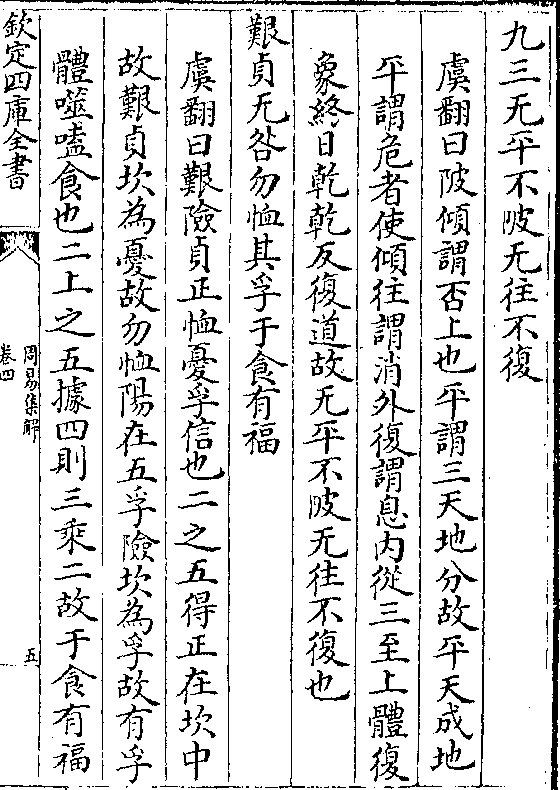 九三无平不陂无往不復
虞翻曰陂傾謂否上也平謂三天地分故平天成地
平謂危者使傾往謂消外復謂息内從三至上體復
象終日乾乾反復道故无平不陂无往不復也
艱貞无咎勿恤其孚于食有福
虞翻曰艱險貞正恤憂孚信也二之五得正在坎中
故艱貞坎為憂故勿恤陽在五孚險坎為孚故有孚
體噬嗑食也二上之五據四則三乘二故于食有福
欽定四庫全書
周易集解
卷四
五